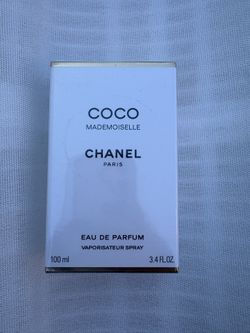 COCO
MADEMOISELLE
CHANEL
PARIS
EAU DE PARFUM
VAPORISATEUR SPRAY
100 ml 3.4 FL.OZ.